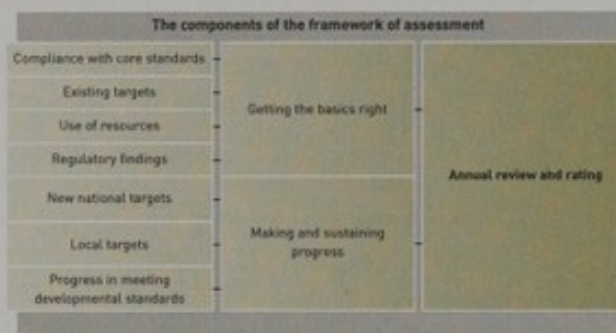 The components of the framework of assessment
Compliance with core standards
Existing targets
Use of resources
Regulatory findings
New national targets
Local targets
Progress in meeting
developmental standards
Getting the basics right
Making and sustaining
progress
Annual review and rating